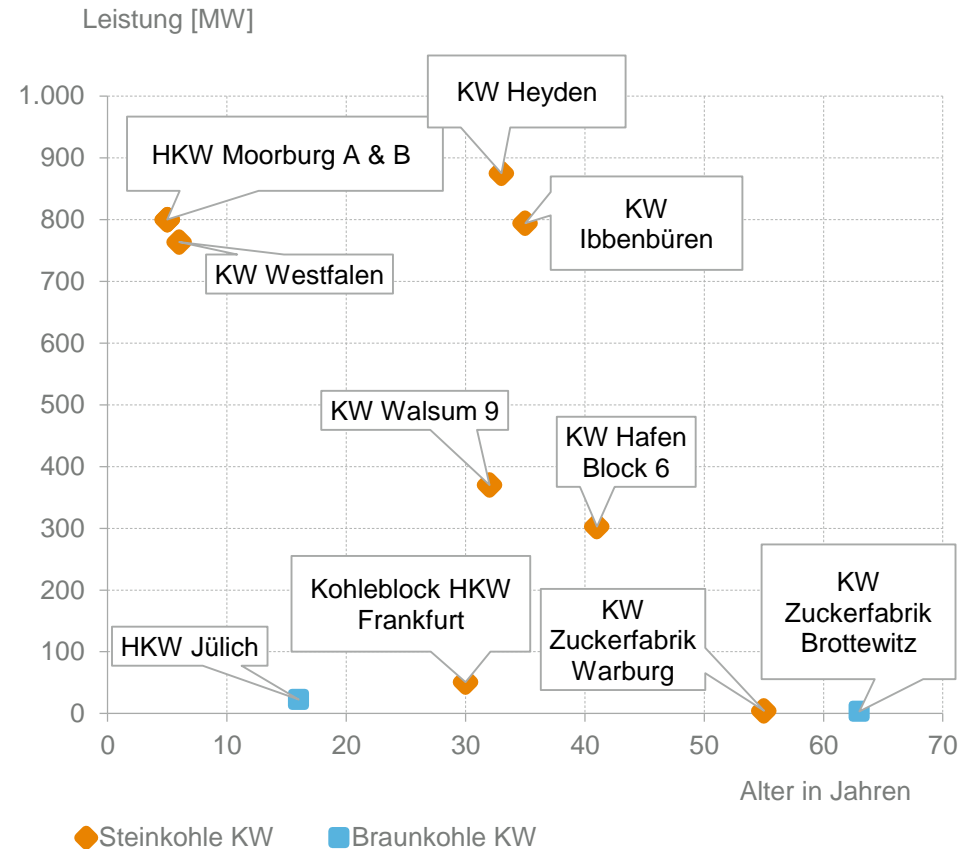 Leistung [MW]
1.000
900
800
700
600
500
400
300
200
100
0
KW Heyden
HKW Moorburg A & B
KW
Ibbenbüren
KW Westfalen
KW Walsum 9
KW Hafen
Block 6
Kohleblock HKW
Frankfurt
KW
Zuckerfabrik
Warburg
KW
Zuckerfabrik
Brottewitz
HKW Jülich
0 10 20 30 40 50 60 70
Alter in Jahren
Steinkohle KW Braunkohle KW